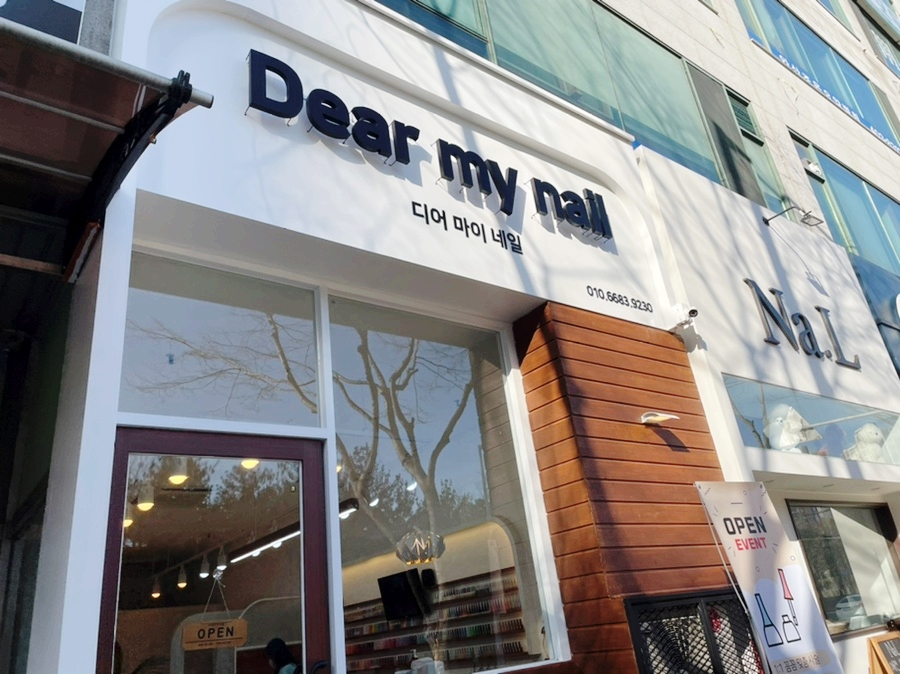 Dear my nail
디어 마이 네일
010.6683.9230
Na.L
OPEN
EVENT
OPEN